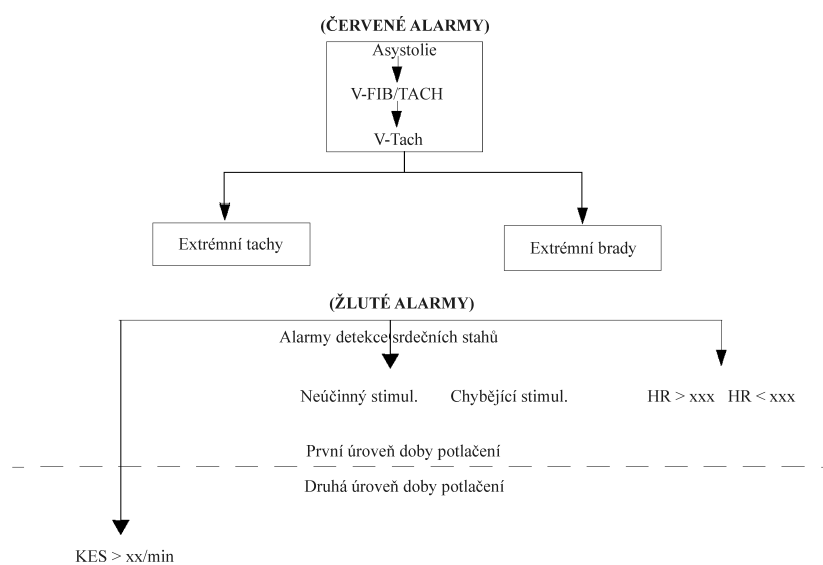 (ČERVENÉ ALARMY)
Asystolie
V-FIB/TACH
V-Tach
Extrémní tachy
Extrémní brady
(ŽLUTÉ ALARMY)
Alarmy detekce srdečních stahů
Neúčinný stimul.
Chybějící stimul.
HR > xxx HR < xxx
První úroveň doby potlačení
Druhá úroveň doby potlačení
KES > xx/min